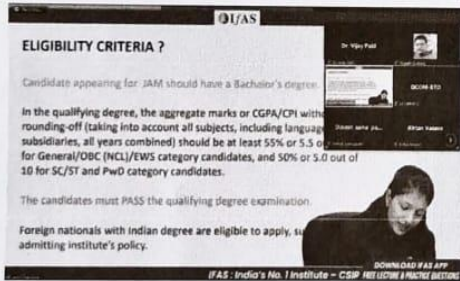 IFAS
ELIGIBILITY CRITERIA ?
Candidate appearing for JAM should have a Bachelor's degree.
In the qualifying degree, the aggregate marks or CGPA/CPI
rounding-off (taking into account all subjects, including
subsidiaries, all years combined) should be at least 55% or 5.5
for General/OBC (NCL)/EWS category candidates, and 50% or 5.0 out of
10 for SC/ST and PwD category candidates.
The candidates must PASS the qualifying degree examination.
Foreign nationals with Indian degree are eligible to apply,
admitting institute's policy.
Dr. Vijay Patil
DOWNLOAD IFAS APP
IFAS : India's No. 1 Institute – CSIR FREE LECTURE & PRACTICE QUESTIONS